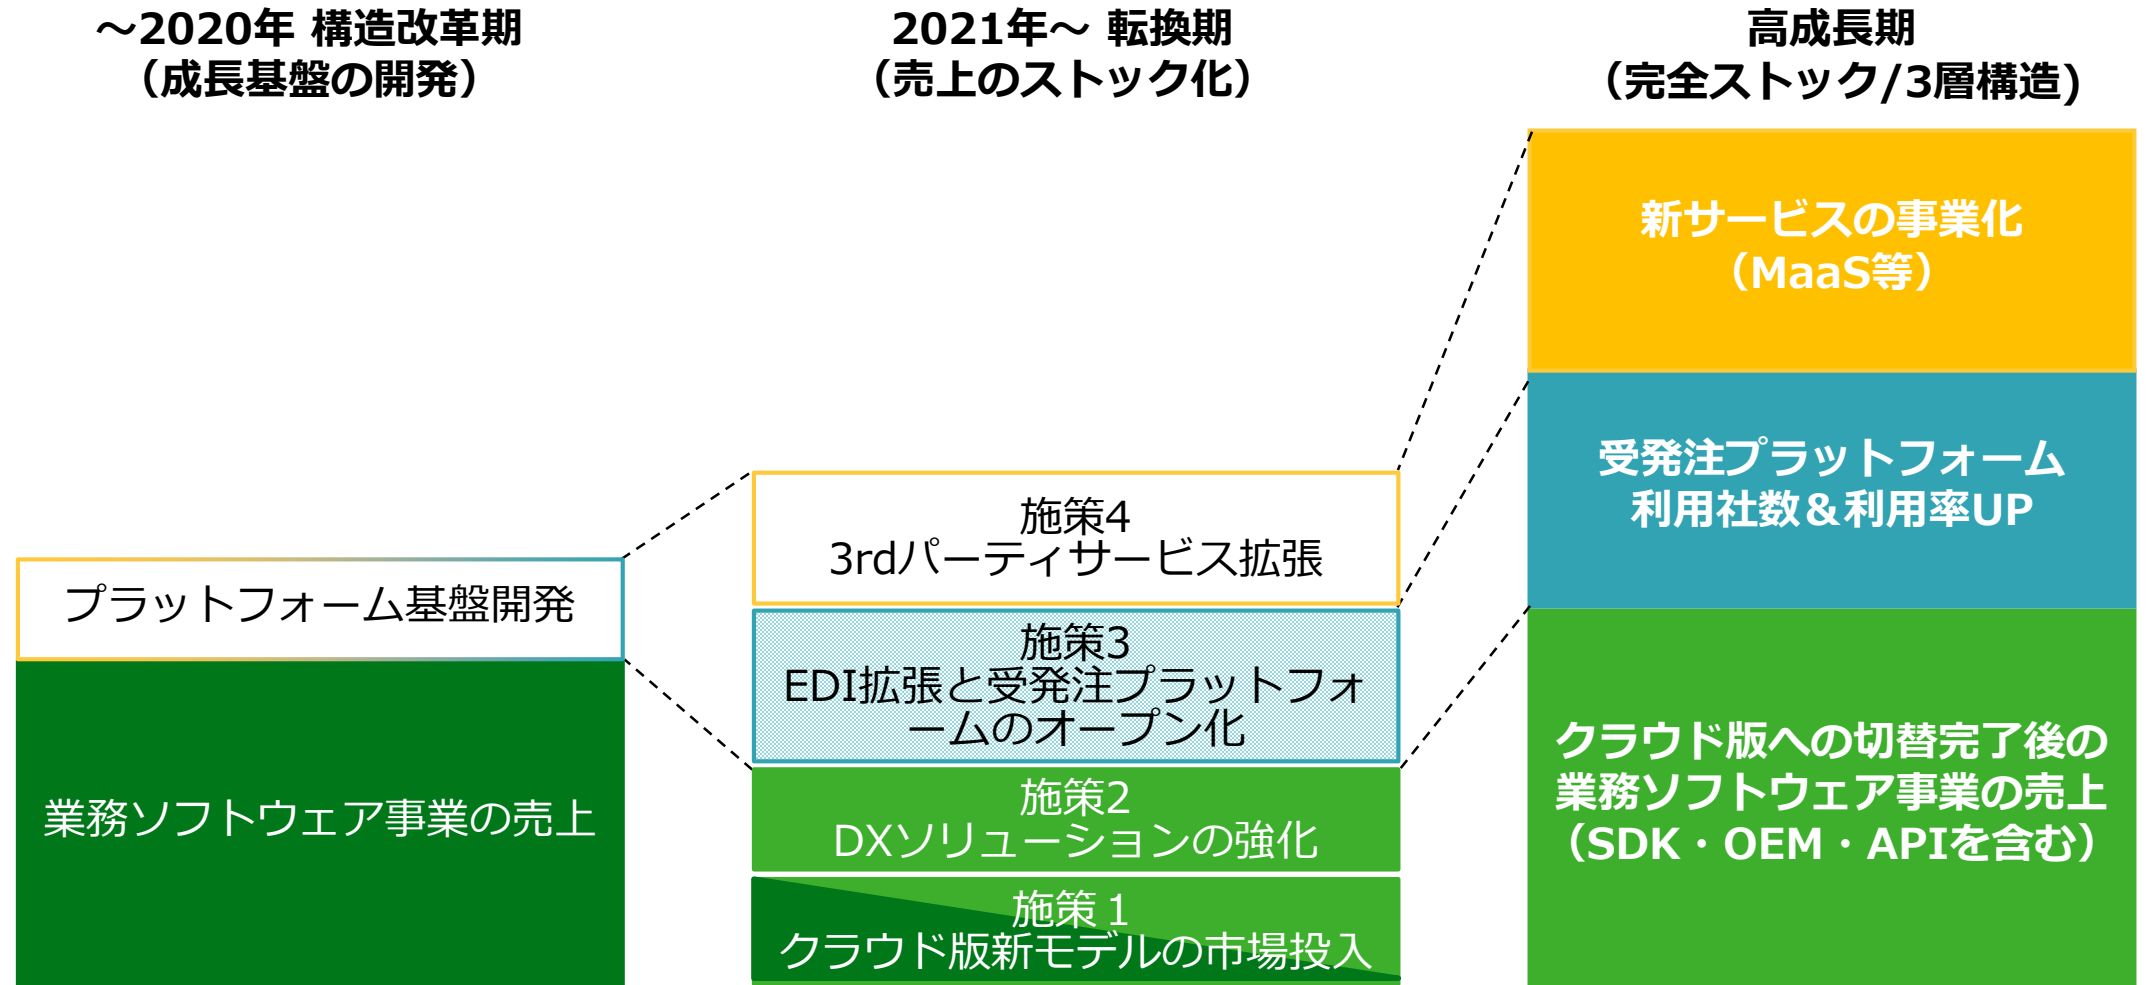 ～2020年 構造改革期
（成長基盤の開発）
2021年～ 転換期
（売上のストック化）
高成長期
（完全ストック/3層構造)
プラットフォーム基盤開発
業務ソフトウェア事業の売上
施策4
3rdパーティサービス拡張
施策3
EDI拡張と受発注プラットフォ
ームのオープン化
施策2
DXソリューションの強化
施策１
クラウド版新モデルの市場投入
新サービスの事業化
（MaaS等）
受発注プラットフォーム
利用社数＆利用率UP
クラウド版への切替完了後の
業務ソフトウェア事業の売上
（SDK・OEM・APIを含む）